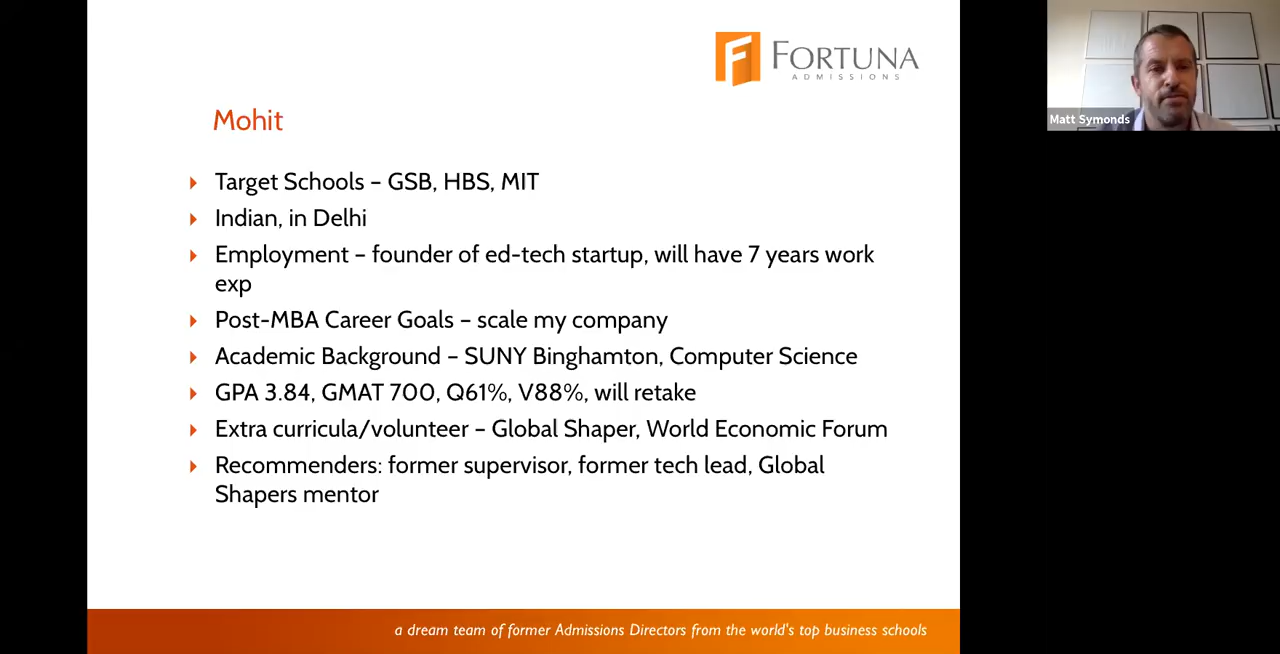 FORTUNA
ADMISSIONS
Matt Symonds
Mohit
Target Schools – GSB, HBS, MIT
Indian, in Delhi
Employment – founder of ed-tech startup, will have 7 years work
exp
Post-MBA Career Goals – scale my company
Academic Background – SUNY Binghamton, Computer Science
GPA 3.84, GMAT 700, Q61%, V88%, will retake
Extra curricula/volunteer – Global Shaper, World Economic Forum
Recommenders: former supervisor, former tech lead, Global
Shapers mentor
a dream team of former Admissions Directors from the world's top business schools